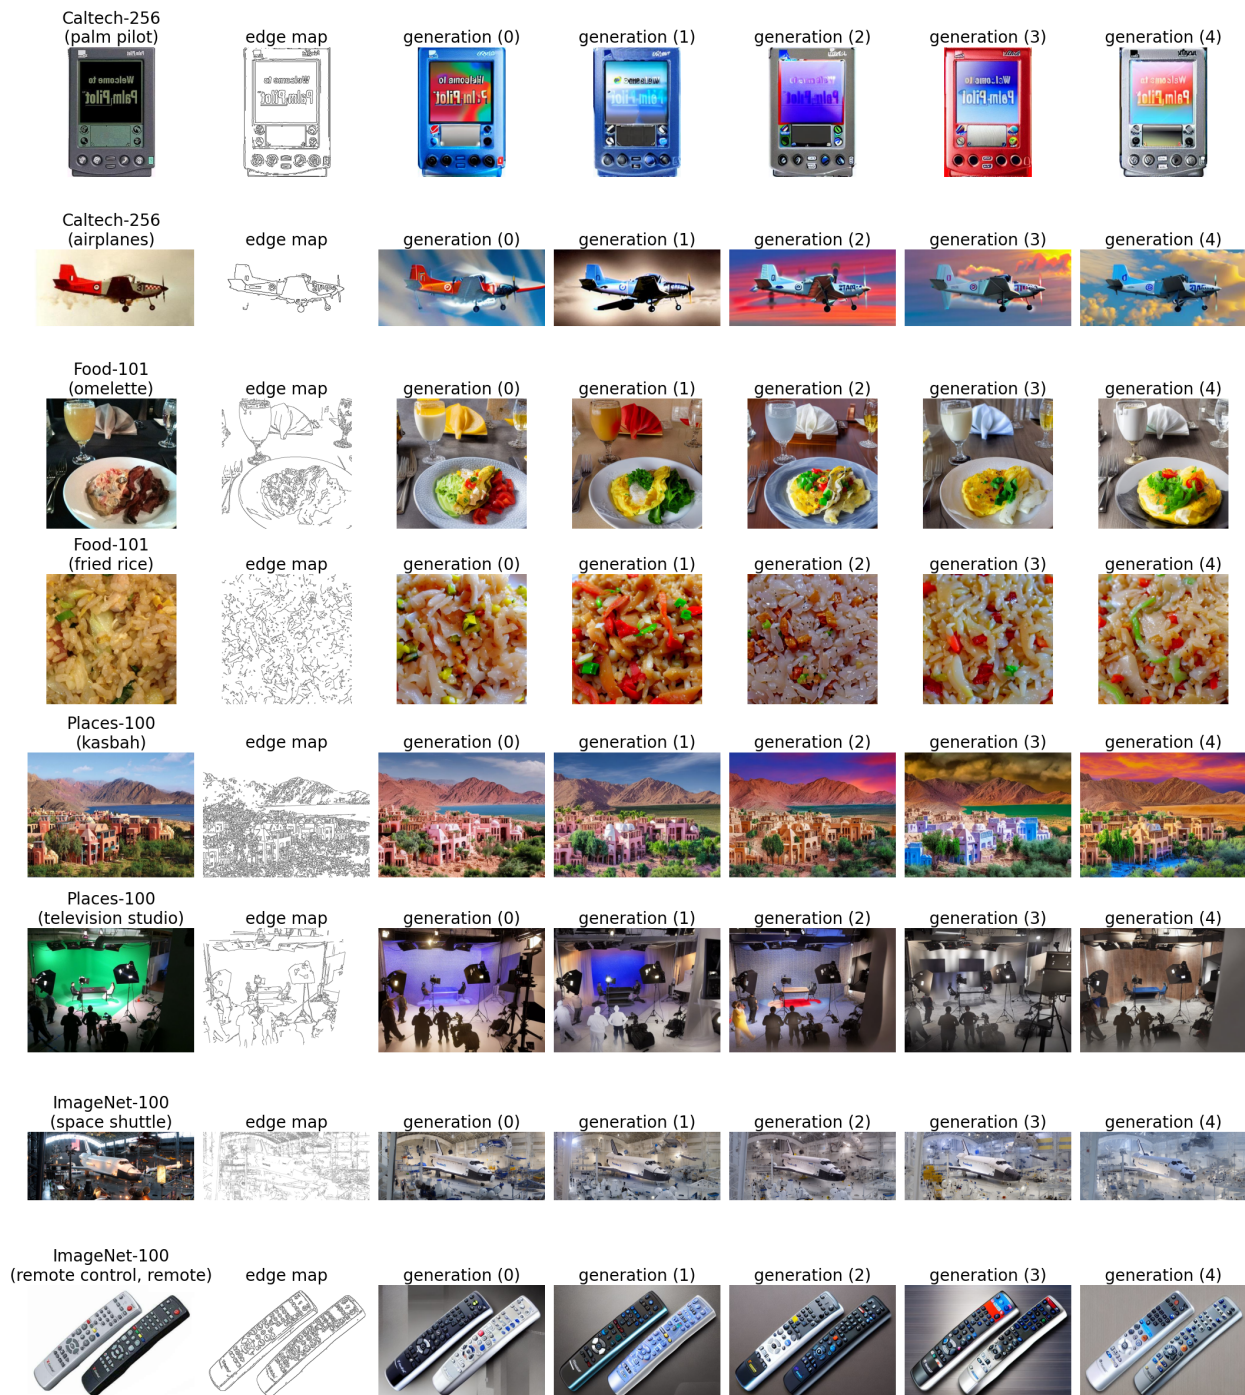 Caltech-256
(palm pilot) edge map generation (0) generation (1) generation (2) generation (3) generation (4)
Welcome to
Palm Pilot
Caltech-256
(airplanes) edge map generation (0) generation (1) generation (2) generation (3) generation (4)
Food-101
(omelette) edge map generation (0) generation (1) generation (2) generation (3) generation (4)
Food-101
(fried rice) edge map generation (0) generation (1) generation (2) generation (3) generation (4)
Places-100
(kasbah) edge map generation (0) generation (1) generation (2) generation (3) generation (4)
Places-100
(television studio) edge map generation (0) generation (1) generation (2) generation (3) generation (4)
ImageNet-100
(space shuttle) edge map generation (0) generation (1) generation (2) generation (3) generation (4)
ImageNet-100
(remote control, remote) edge map generation (0) generation (1) generation (2) generation (3) generation (4)